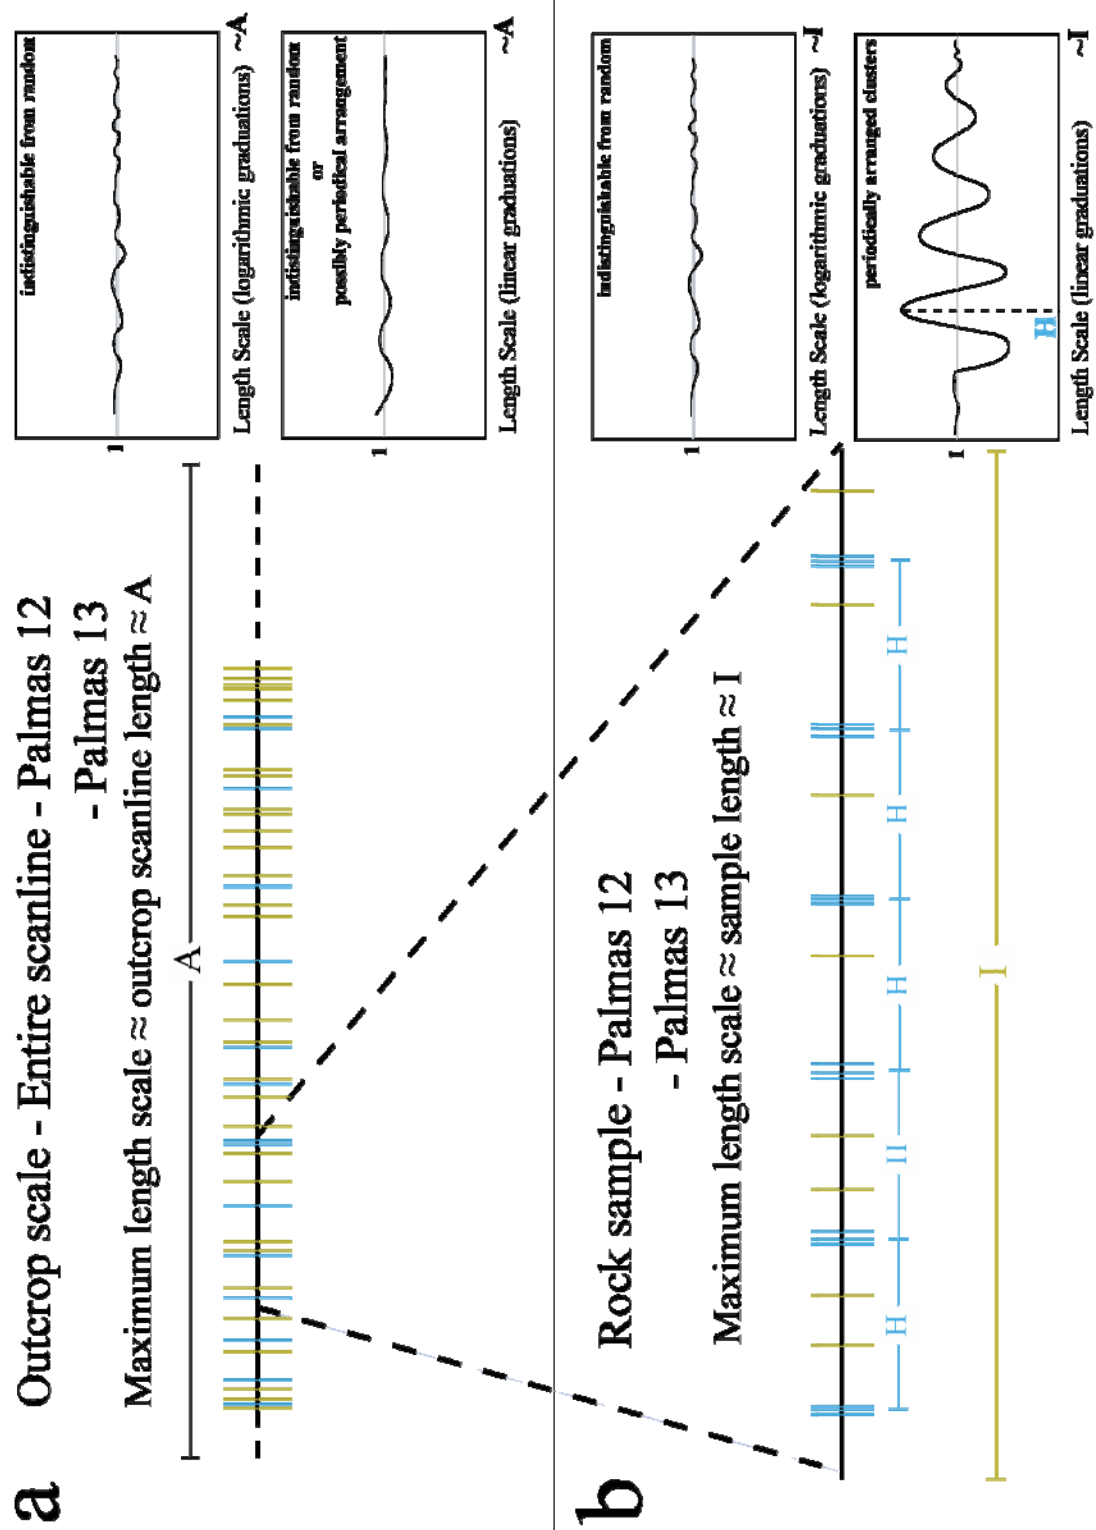 a
Outcrop scale - Entire scanline - Palmas 12
- Palmas 13
Maximum length scale ≈ outcrop scanline length ≈ A
A
1
indistinguishable from random
Length Scale (logarithmic graduations) ~A
1
indistinguishable from random
or
possibly periodical arrangement
Length Scale (linear graduations) ~A
b
Rock sample - Palmas 12
- Palmas 13
Maximum length scale ≈ sample length ≈ I
H H H H H H
I
1
indistinguishable from random
Length Scale (logarithmic graduations) ~I
1
periodically arranged clusters
H
Length Scale (linear graduations) ~I